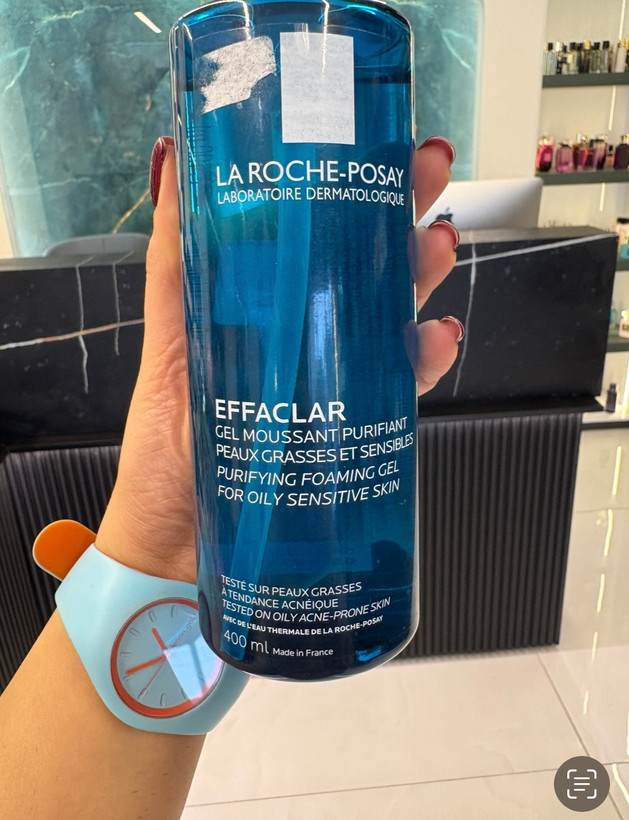 LA ROCHE-POSAY
LABORATOIRE DERMATOLOGIQUE
EFFACLAR
GEL MOUSSANT PURIFIANT
PEAUX GRASSES ET SENSIBLES
PURIFYING FOAMING GEL
FOR OILY SENSITIVE SKIN
TESTÉ SUR PEAUX GRASSES
À TENDANCE ACNÉIQUE
TESTED ON OILY ACNE-PRONE SKIN
AVEC DE L'EAU THERMALE DE LA ROCHE-POSAY
400 ml Made in France